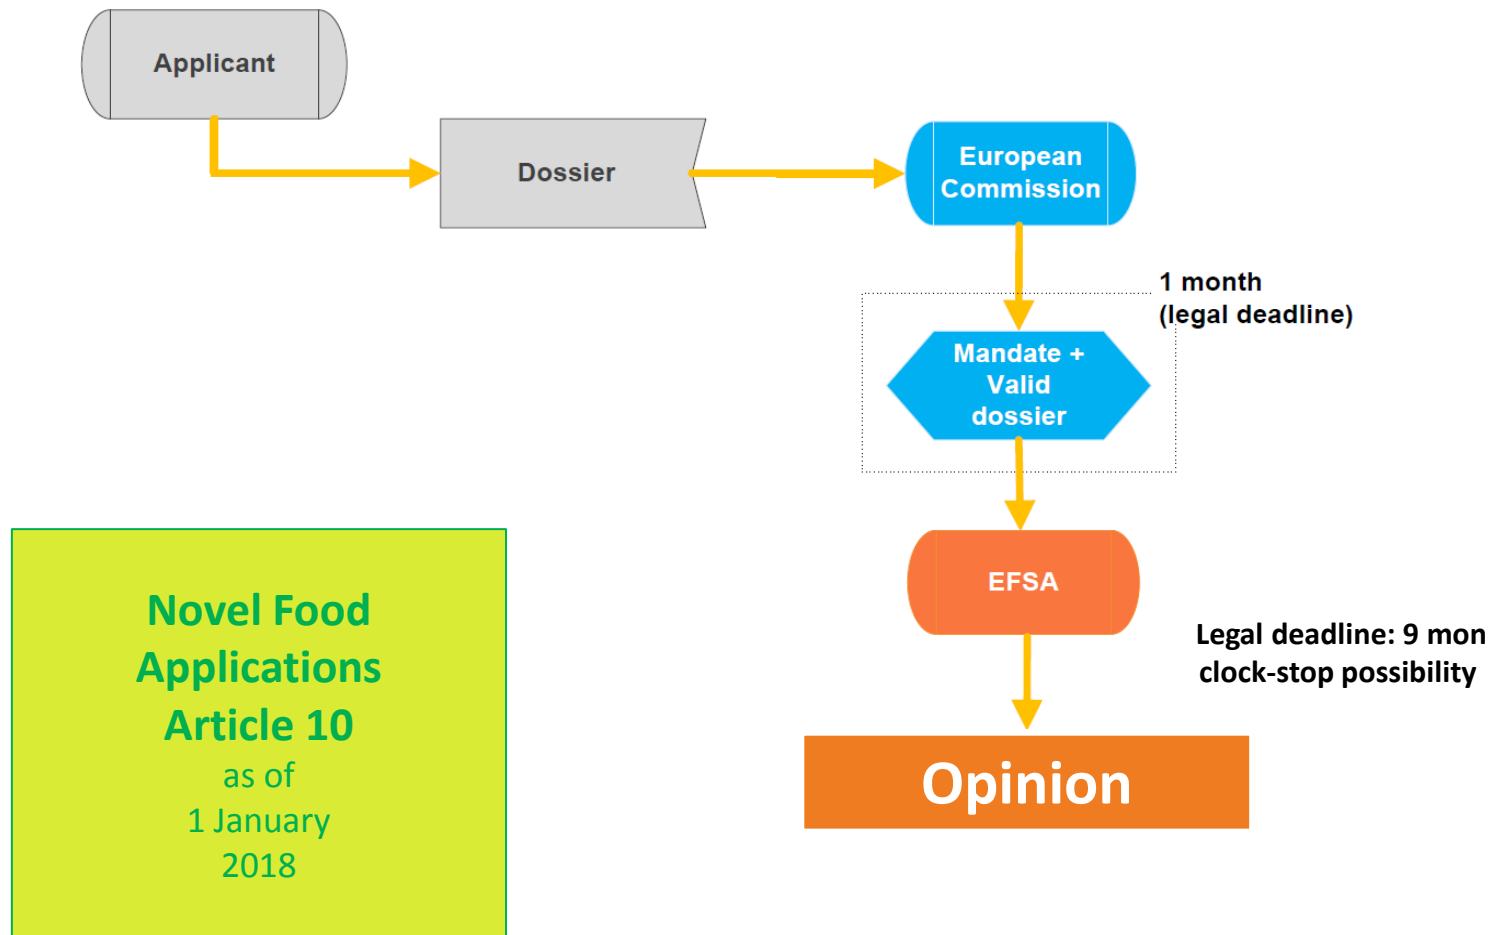 Applicant
Dossier
European
Commission
1 month
(legal deadline)
Mandate +
Valid
dossier
EFSA
Legal deadline: 9 mon
clock-stop possibility
Opinion
Novel Food
Applications
Article 10
as of
1 January
2018